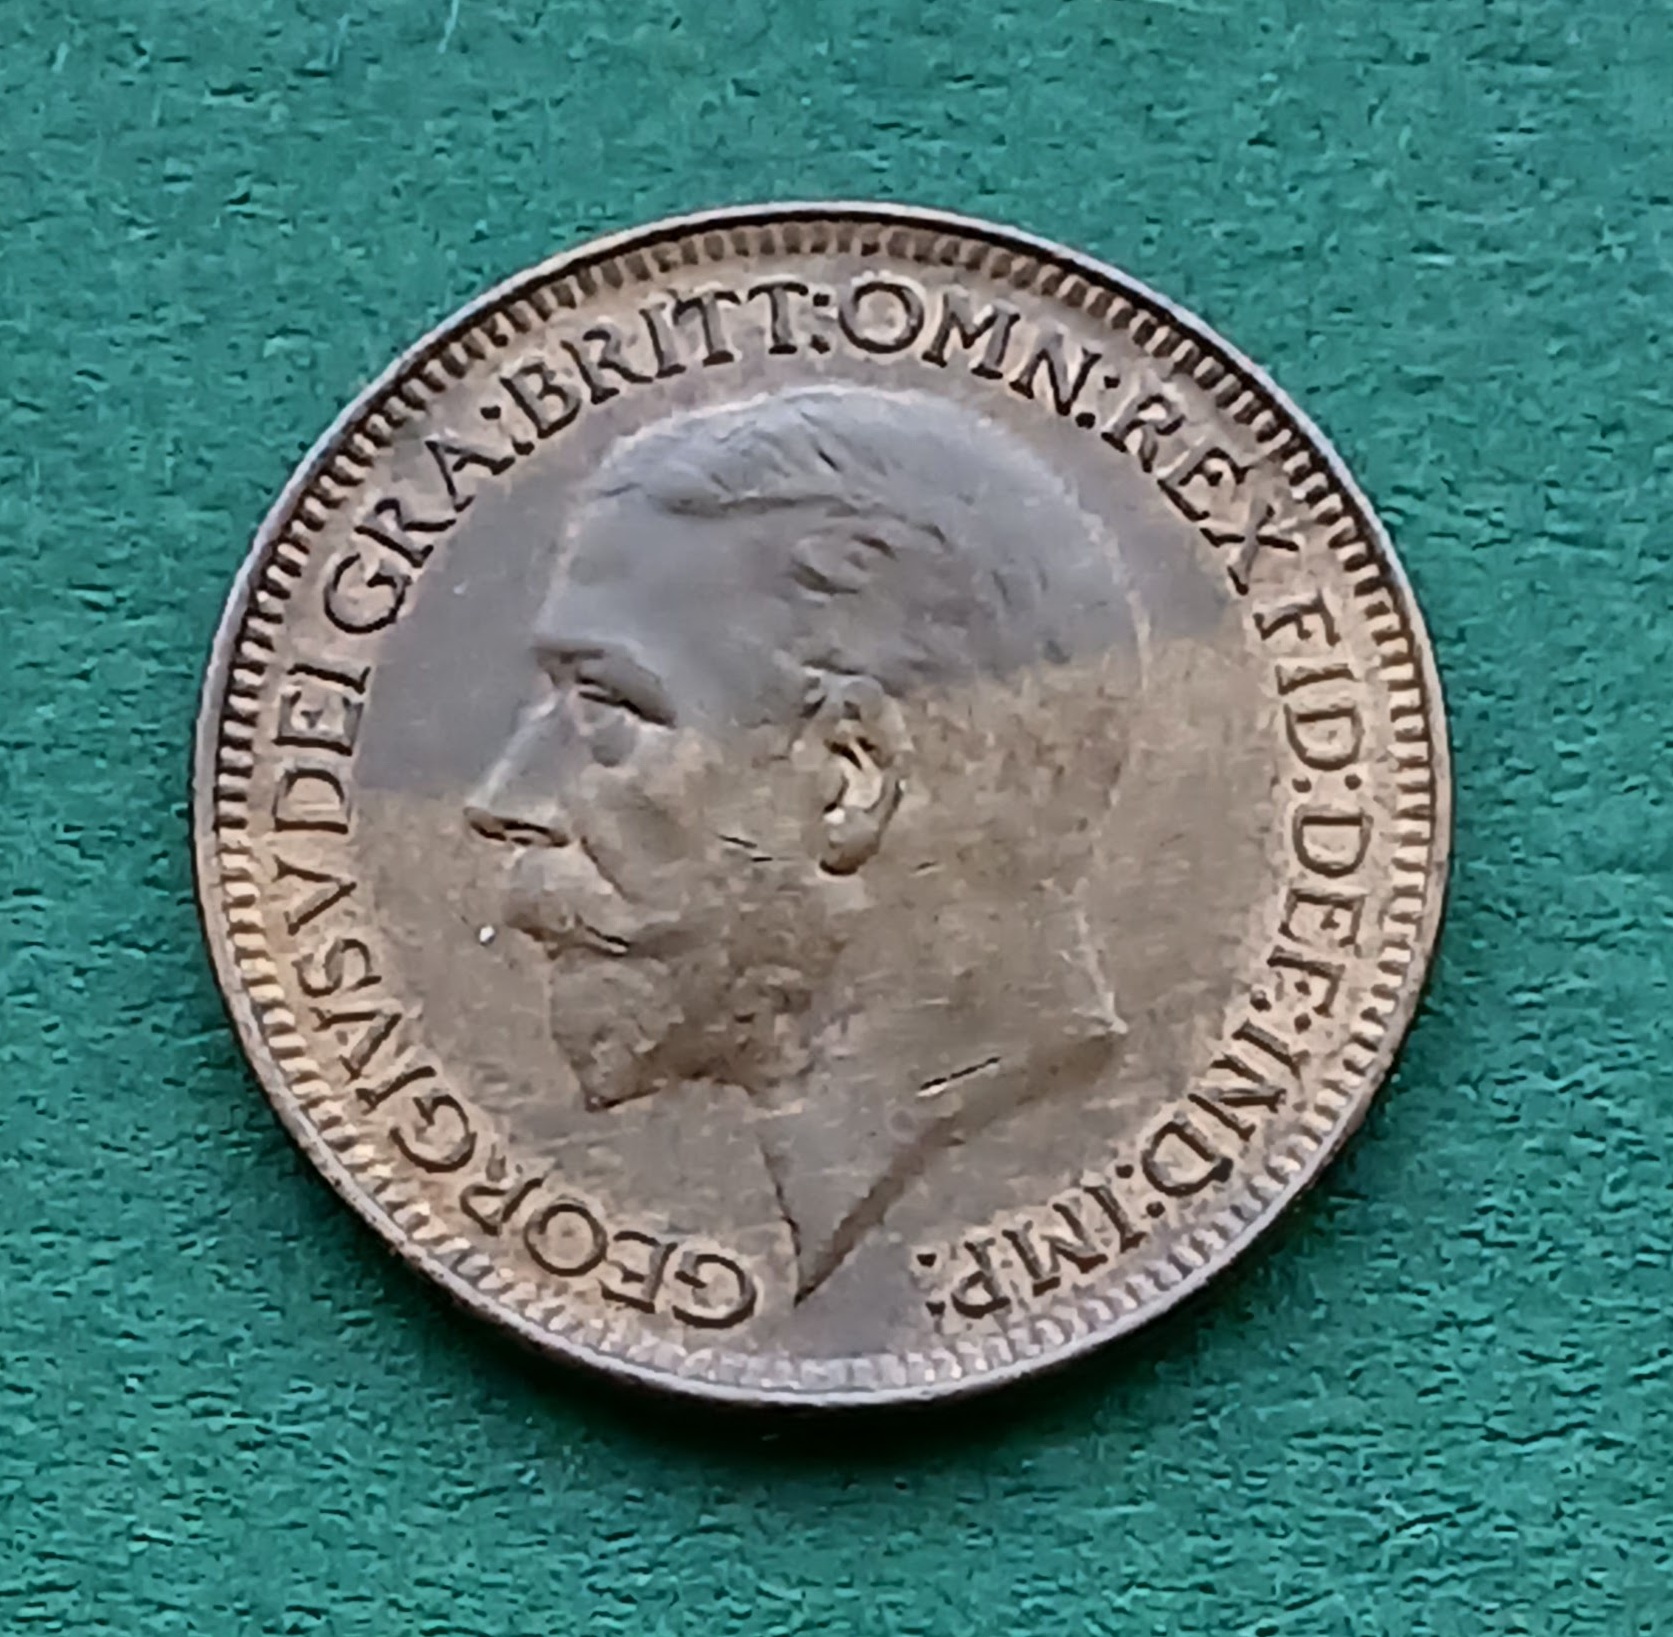 GEORGIVS V DEI GRA: BRITT: OMN: REX FID: DEF: IND: IMP: